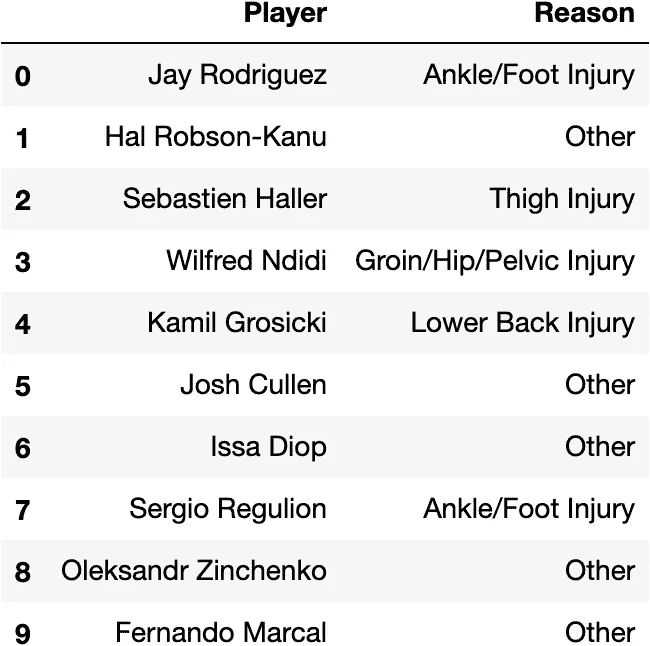 Player Reason
0 Jay Rodriguez Ankle/Foot Injury
1 Hal Robson-Kanu Other
2 Sebastien Haller Thigh Injury
3 Wilfred Ndidi Groin/Hip/Pelvic Injury
4 Kamil Grosicki Lower Back Injury
5 Josh Cullen Other
6 Issa Diop Other
7 Sergio Regulion Ankle/Foot Injury
8 Oleksandr Zinchenko Other
9 Fernando Marcal Other